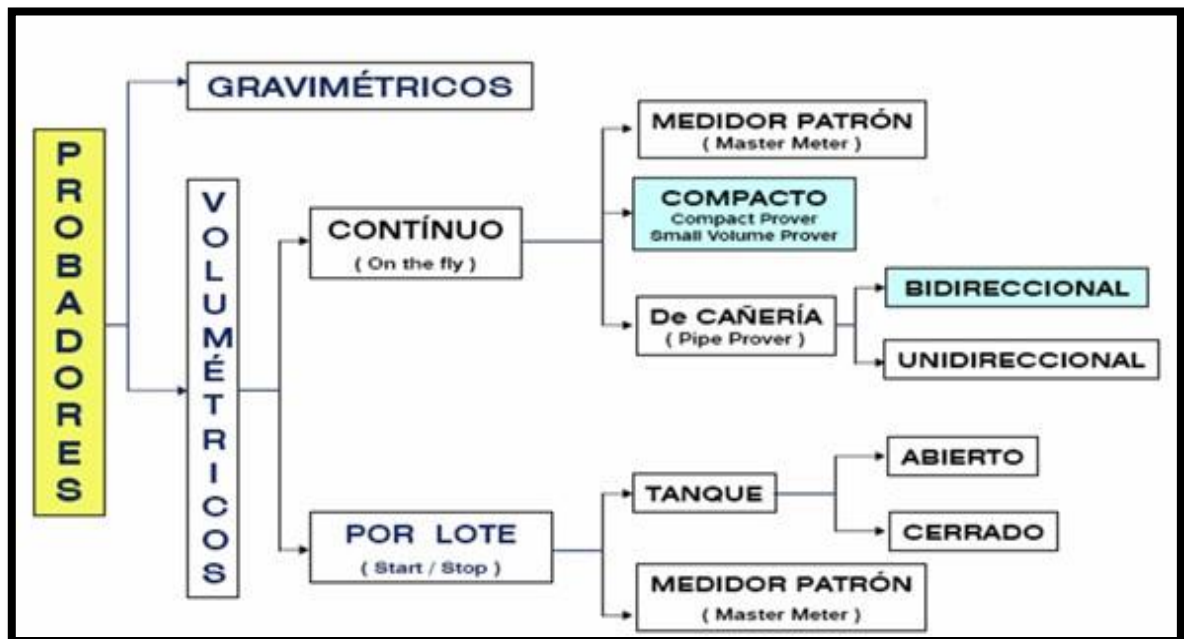 PROBADORES
GRAVIMÉTRICOS
VOLUMÉTRICOS
CONTÍNUO
( On the fly )
MEDIDOR PATRÓN
( Master Meter )
COMPACTO
Compact Prover
Small Volume Prover
De CAÑERÍA
( Pipe Prover )
BIDIRECCIONAL
UNIDIRECCIONAL
POR LOTE
( Start / Stop )
TANQUE
ABIERTO
CERRADO
MEDIDOR PATRÓN
( Master Meter )